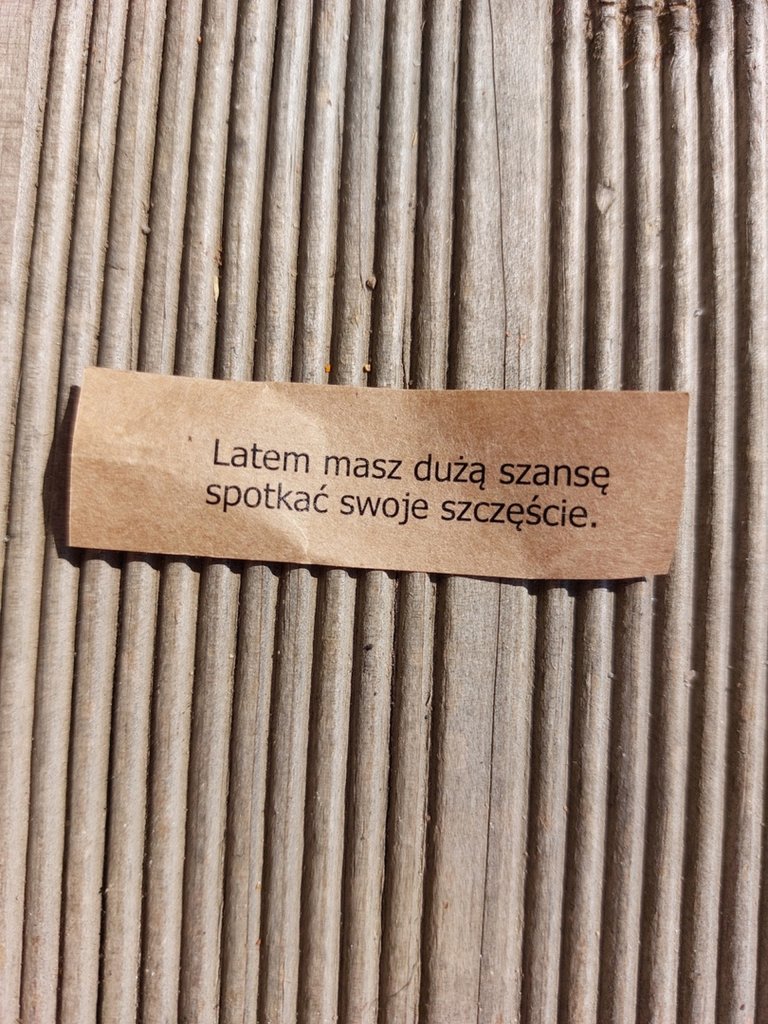 Latem masz dużą szansę
spotkać swoje szczęście.